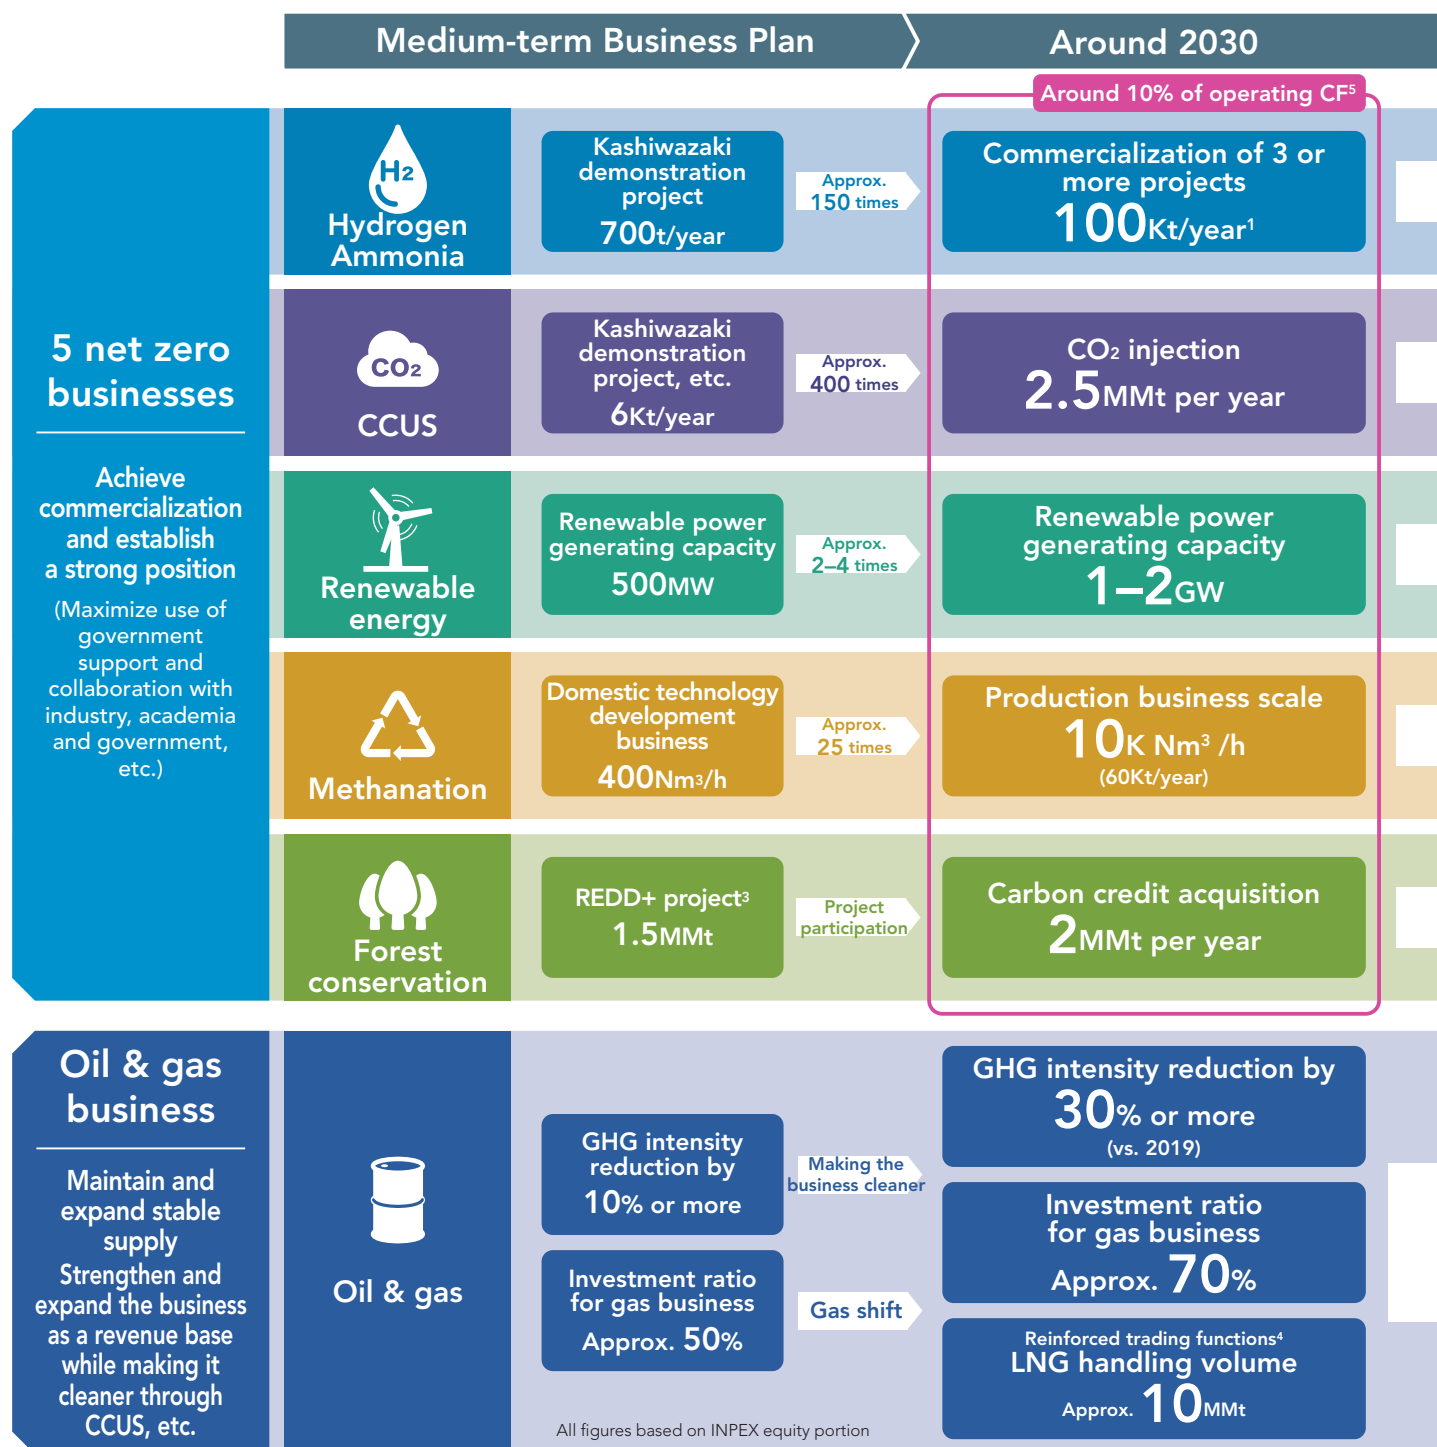 Medium-term Business Plan
Around 2030
Around 10% of operating CF⁵
5 net zero
businesses
Achieve
commercialization
and establish
a strong position
(Maximize use of
government
support and
collaboration with
industry, academia
and government,
etc.)
H₂
Hydrogen
Ammonia
Kashiwazaki
demonstration
project
700t/year
Approx.
150 times
Commercialization of 3 or
more projects
100Kt/year¹
CO₂
CCUS
Kashiwazaki
demonstration
project, etc.
6Kt/year
Approx.
400 times
CO₂ injection
2.5MMt per year
Renewable
energy
Renewable power
generating capacity
500MW
Approx.
2–4 times
Renewable power
generating capacity
1–2GW
Methanation
Domestic technology
development
business
400Nm³/h
Approx.
25 times
Production business scale
10K Nm³ /h
(60Kt/year)
Forest
conservation
REDD+ project³
1.5MMt
Project
participation
Carbon credit acquisition
2MMt per year
Oil & gas
business
Maintain and
expand stable
supply
Strengthen and
expand the business
as a revenue base
while making it
cleaner through
CCUS, etc.
Oil & gas
GHG intensity
reduction by
10% or more
Making the
business cleaner
GHG intensity reduction by
30% or more
(vs. 2019)
Investment ratio
for gas business
Approx. 50%
Gas shift
Investment ratio
for gas business
Approx. 70%
Reinforced trading functions⁴
LNG handling volume
Approx. 10MMt
All figures based on INPEX equity portion